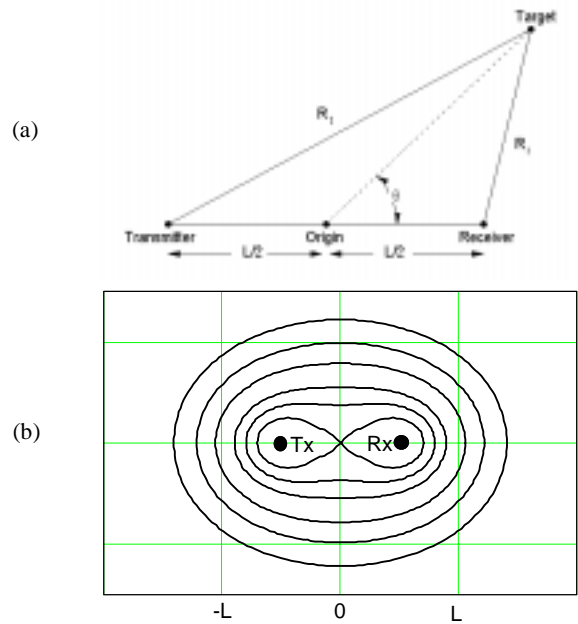 Target
(a)
R
R
θ
Transmitter Origin Receiver
L/2 L/2
(b)
Tx Rx
-L 0 L